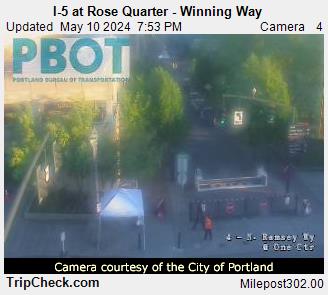 I-5 at Rose Quarter - Winning Way
Updated May 10 2024 7:53 PM Camera 4
PBOT
PORTLAND BUREAU OF TRANSPORTATION
4 - N. Ramsey Wy
@ One Ctr
Camera courtesy of the City of Portland
TripCheck.com Milepost302.00